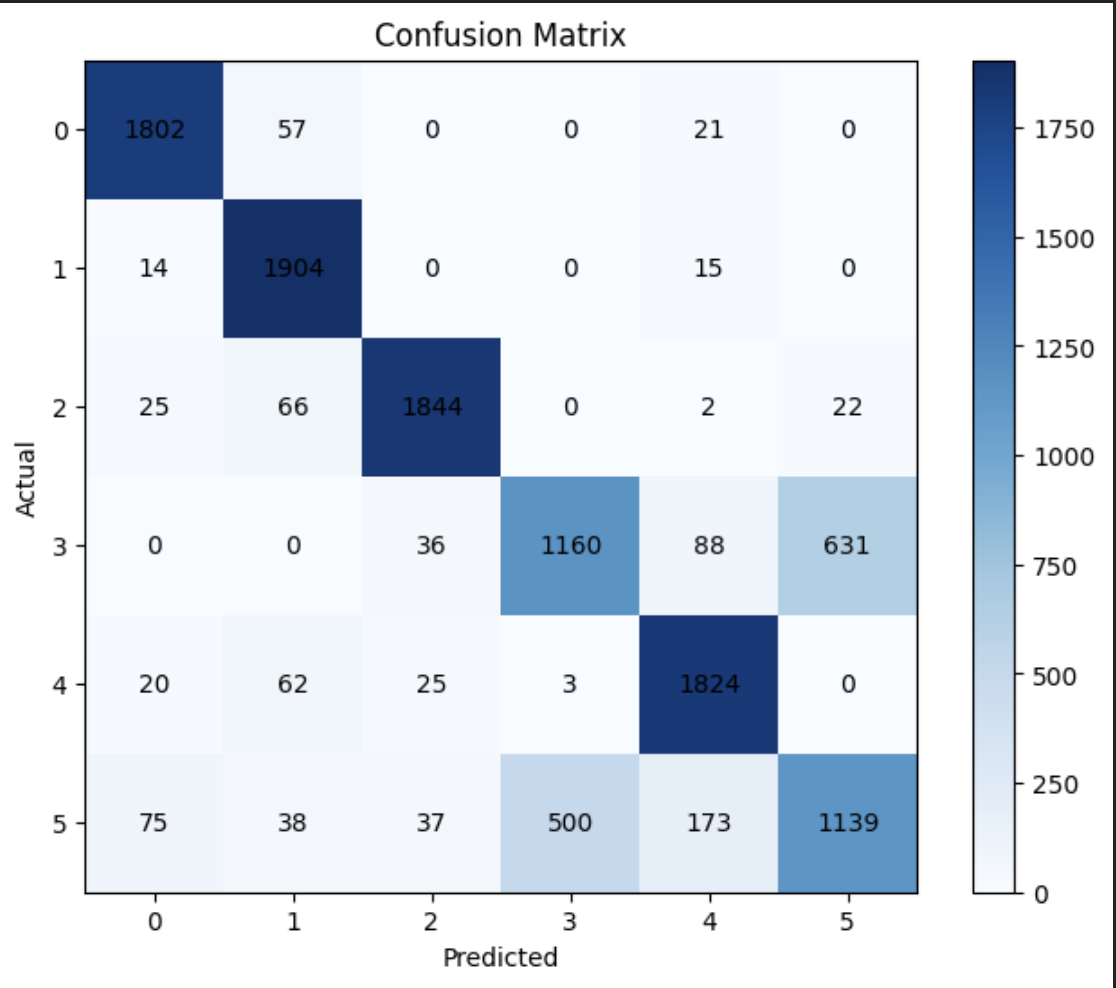 Confusion Matrix
0 1802 57 0 0 21 0
1 14 1904 0 0 15 0
2 25 66 1844 0 2 22
3 0 0 36 1160 88 631
4 20 62 25 3 1824 0
5 75 38 37 500 173 1139
0 1 2 3 4 5
Predicted
Actual
1750
1500
1250
1000
750
500
250
0